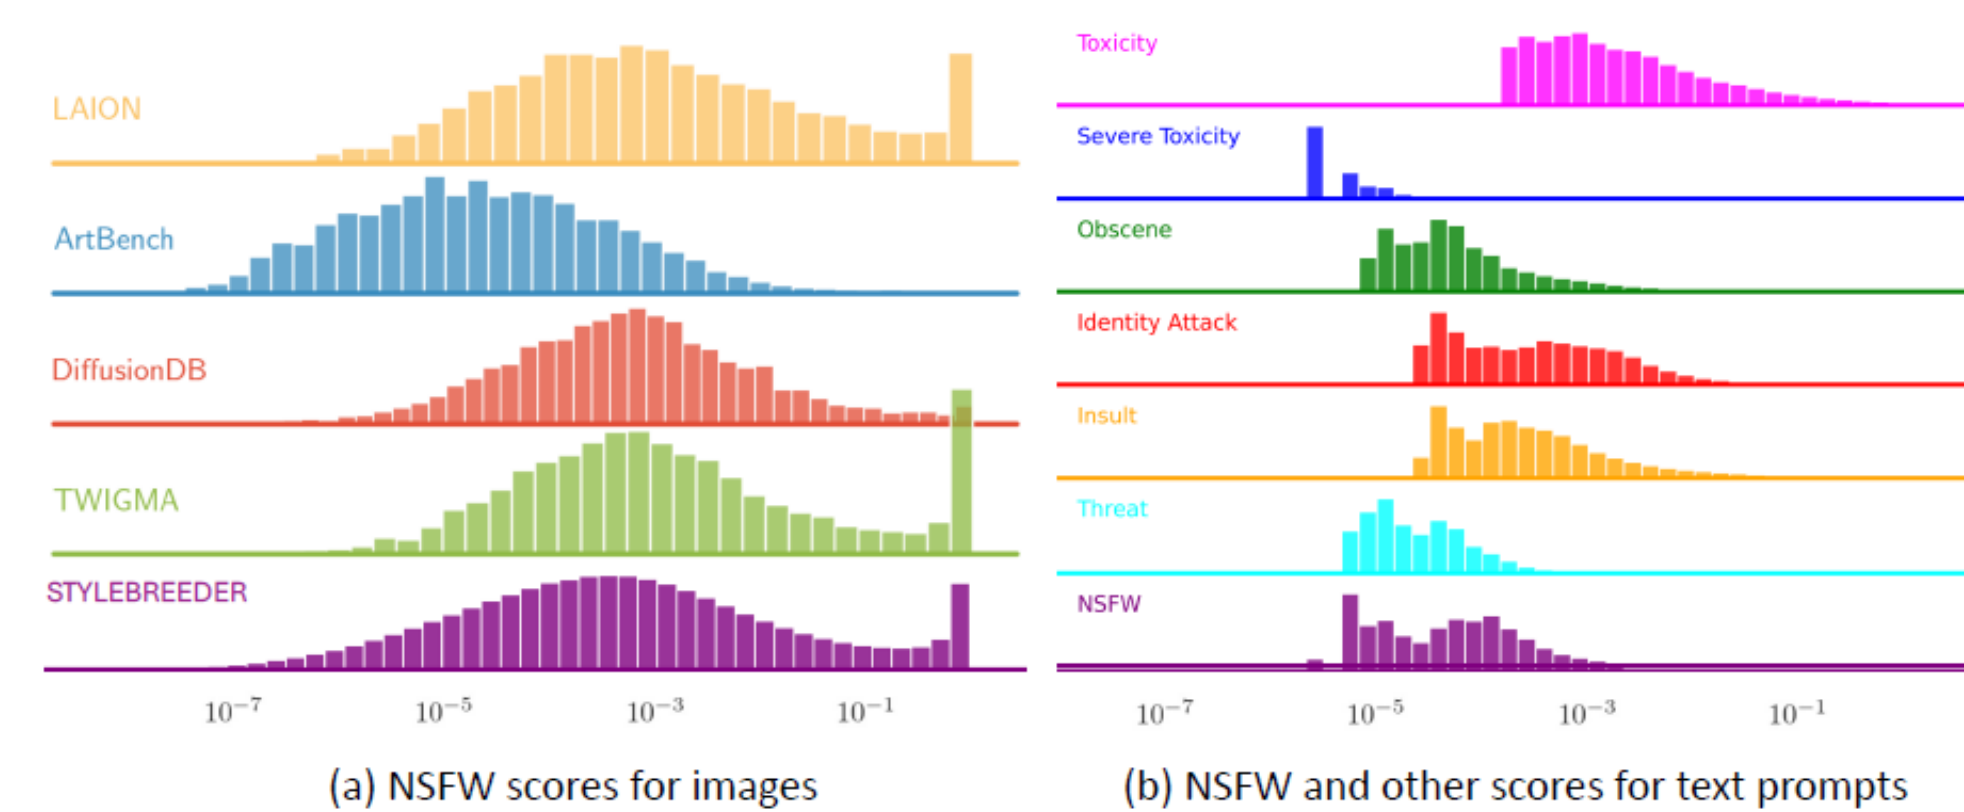 LAION
ArtBench
DiffusionDB
TWIGMA
STYLEBREEDER
10⁻⁷ 10⁻⁵ 10⁻³ 10⁻¹
(a) NSFW scores for images
Toxicity
Severe Toxicity
Obscene
Identity Attack
Insult
Threat
NSFW
10⁻⁷ 10⁻⁵ 10⁻³ 10⁻¹
(b) NSFW and other scores for text prompts